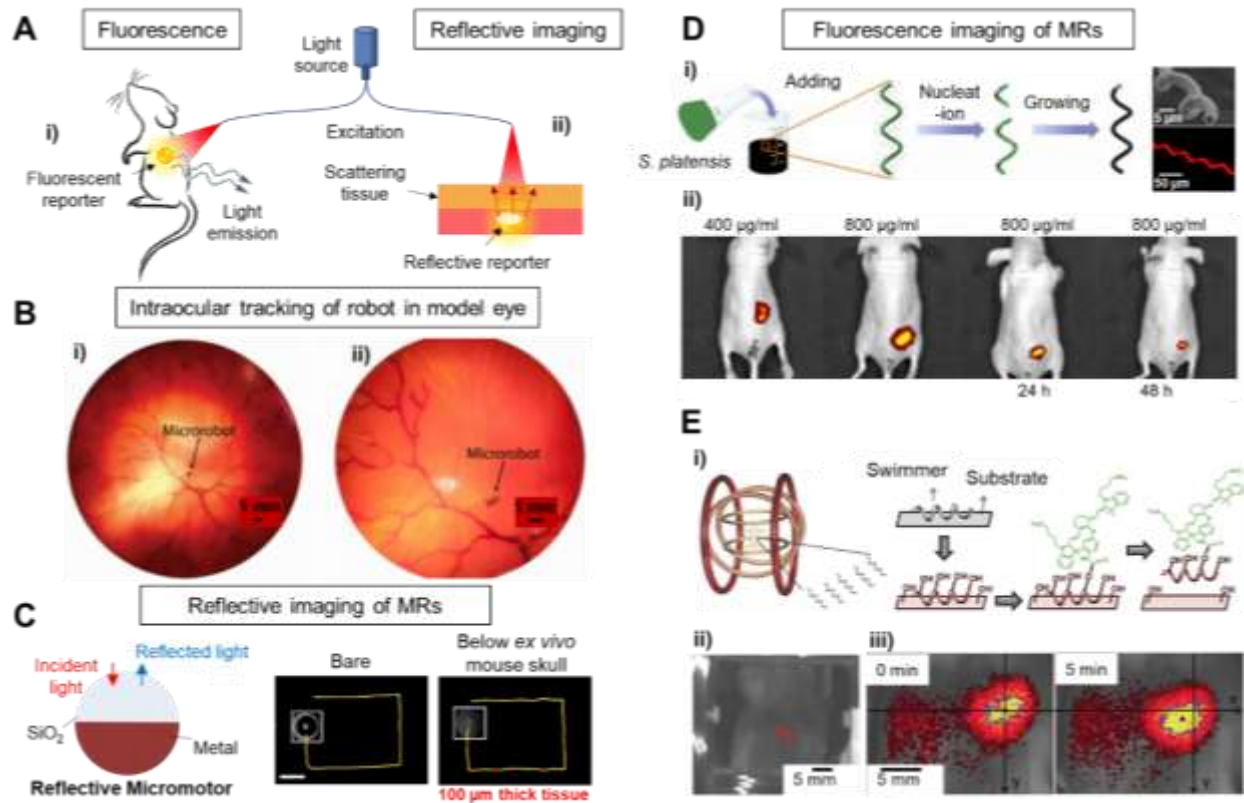 A
Fluorescence
Reflective imaging
Light
source
i)
ii)
Excitation
Fluorescent
reporter
Scattering
tissue
Light
emission
Reflective reporter
B
Intraocular tracking of robot in model eye
i)
ii)
Microrobot
Microrobot
C
Reflective imaging of MRs
Incident
light
Reflected light
SiO2
Metal
Reflective Micromotor
Bare
Below ex vivo
mouse skull
100 µm thick tissue
D
Fluorescence imaging of MRs
i)
Adding
Nucleat
-ion
Growing
S. platensis
5 µm
50 µm
ii)
400 µg/ml
800 µg/ml
800 µg/ml
800 µg/ml
24 h
48 h
E
i)
Swimmer
Substrate
ii)
5 mm
iii)
0 min
5 min
5 mm